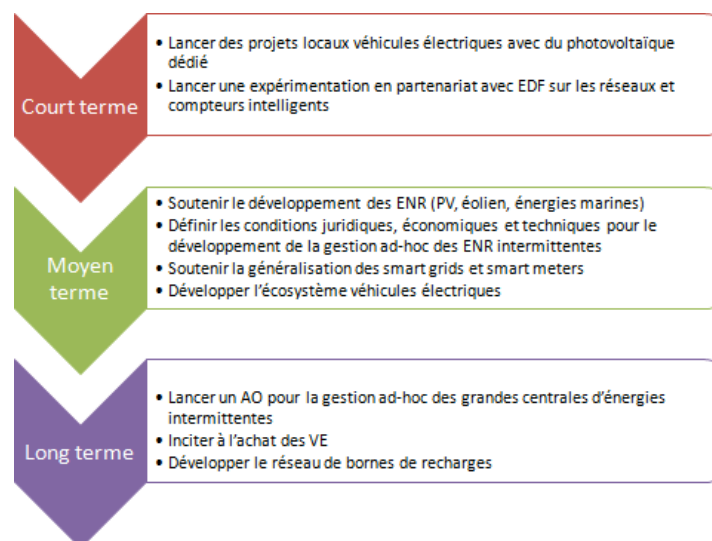 Court terme
• Lancer des projets locaux véhicules électriques avec du photovoltaïque
dédié
• Lancer une expérimentation en partenariat avec EDF sur les réseaux et
compteurs intelligents
Moyen
terme
• Soutenir le développement des ENR (PV, éolien, énergies marines)
• Définir les conditions juridiques, économiques et techniques pour le
développement de la gestion ad-hoc des ENR intermittentes
• Soutenir la généralisation des smart grids et smart meters
• Développer l'écosystème véhicules électriques
Long terme
• Lancer un AO pour la gestion ad-hoc des grandes centrales d'énergies
intermittentes
• Inciter à l'achat des VE
• Développer le réseau de bornes de recharges